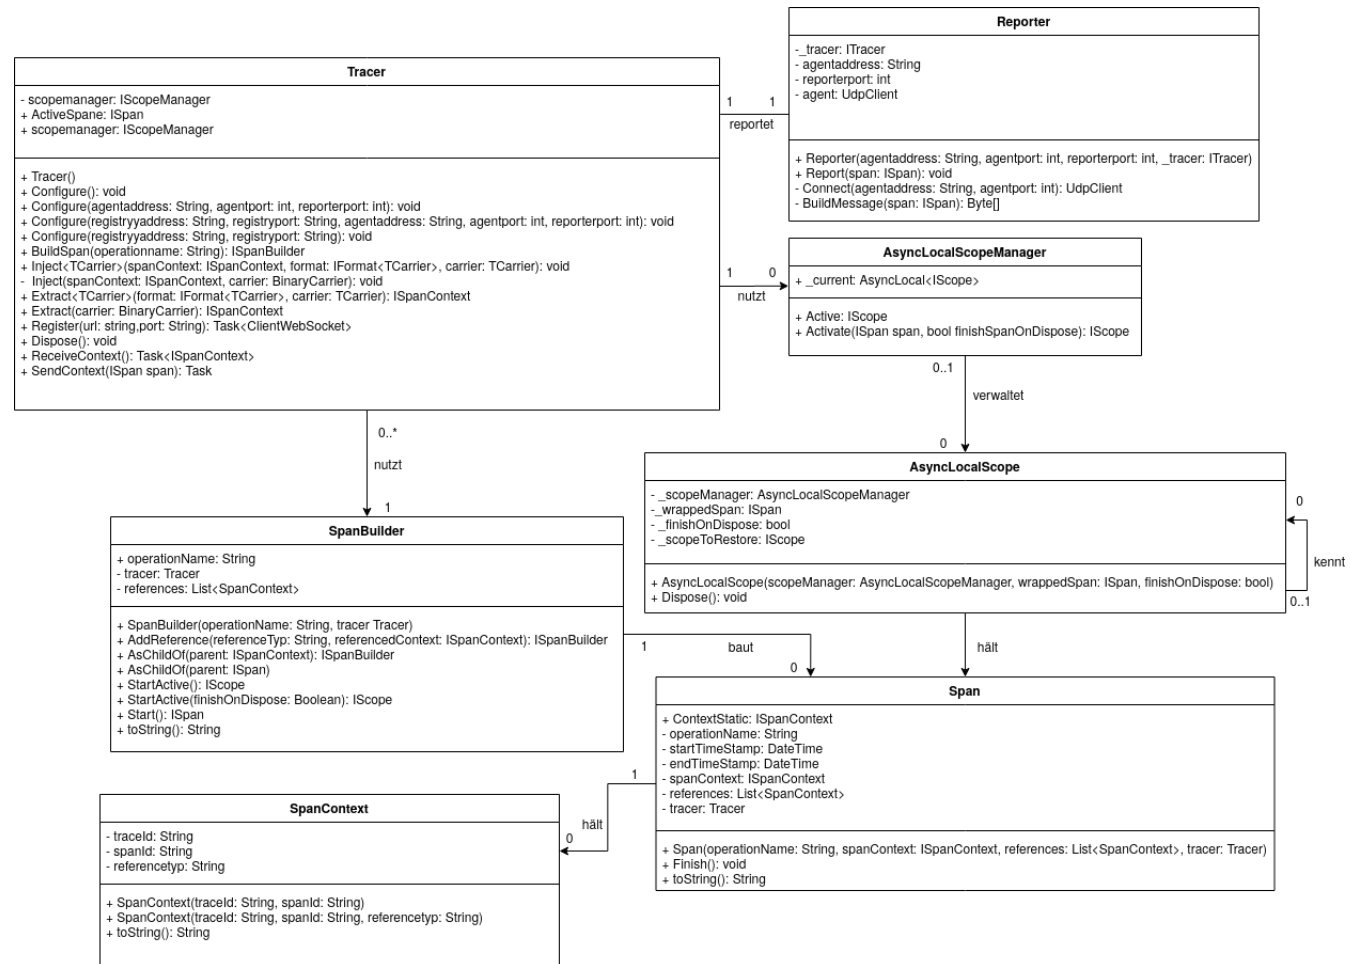 Reporter
-_tracer: ITracer
- agentaddress: String
- reporterport: int
- agent: UdpClient
+ Reporter(agentaddress: String, agentport: int, reporterport: int, _tracer: ITracer)
+ Report(span: ISpan): void
- Connect(agentaddress: String, agentport: int): UdpClient
- BuildMessage(span: ISpan): Byte[]
Tracer
- scopemanager: IScopeManager
+ ActiveSpane: ISpan
+ scopemanager: IScopeManager
+ Tracer()
+ Configure(): void
+ Configure(agentaddress: String, agentport: int, reporterport: int): void
+ Configure(registryyaddress: String, registryport: String, agentaddress: String, agentport: int, reporterport: int): void
+ Configure(registryyaddress: String, registryport: String): void
+ BuildSpan(operationname: String): ISpanBuilder
+ Inject<TCarrier>(spanContext: ISpanContext, format: IFormat<TCarrier>, carrier: TCarrier): void
-  Inject(spanContext: ISpanContext, carrier: BinaryCarrier): void
+ Extract<TCarrier>(format: IFormat<TCarrier>, carrier: TCarrier): ISpanContext
+ Extract(carrier: BinaryCarrier): ISpanContext
+ Register(url: string,port: String): Task<ClientWebSocket>
+ Dispose(): void
+ ReceiveContext(): Task<ISpanContext>
+ SendContext(ISpan span): Task
1 1
reportet
1 0
nutzt
AsyncLocalScopeManager
+ _current: AsyncLocal<IScope>
+ Active: IScope
+ Activate(ISpan span, bool finishSpanOnDispose): IScope
0..1
verwaltet
0
0..*
nutzt
1
AsyncLocalScope
- _scopeManager: AsyncLocalScopeManager
-_wrappedSpan: ISpan
- _finishOnDispose: bool
- _scopeToRestore: IScope
+ AsyncLocalScope(scopeManager: AsyncLocalScopeManager, wrappedSpan: ISpan, finishOnDispose: bool)
+ Dispose(): void
0
kennt
0..1
SpanBuilder
+ operationName: String
- tracer: Tracer
- references: List<SpanContext>
+ SpanBuilder(operationName: String, tracer Tracer)
+ AddReference(referenceTyp: String, referencedContext: ISpanContext): ISpanBuilder
+ AsChildOf(parent: ISpanContext): ISpanBuilder
+ AsChildOf(parent: ISpan)
+ StartActive(): IScope
+ StartActive(finishOnDispose: Boolean): IScope
+ Start(): ISpan
+ toString(): String
1
baut
0
hält
Span
+ ContextStatic: ISpanContext
- operationName: String
- startTimeStamp: DateTime
- endTimeStamp: DateTime
- spanContext: ISpanContext
- references: List<SpanContext>
- tracer: Tracer
+ Span(operationName: String, spanContext: ISpanContext, references: List<SpanContext>, tracer: Tracer)
+ Finish(): void
+ toString(): String
1
hält
0
SpanContext
- traceId: String
- spanId: String
- referencetyp: String
+ SpanContext(traceId: String, spanId: String)
+ SpanContext(traceId: String, spanId: String, referencetyp: String)
+ toString(): String